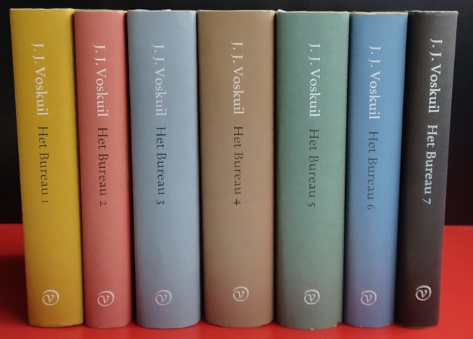 J. J. Voskuil Het Bureau 1
J. J. Voskuil Het Bureau 2
J. J. Voskuil Het Bureau 3
J. J. Voskuil Het Bureau 4
J. J. Voskuil Het Bureau 5
J. J. Voskuil Het Bureau 6
J. J. Voskuil Het Bureau 7